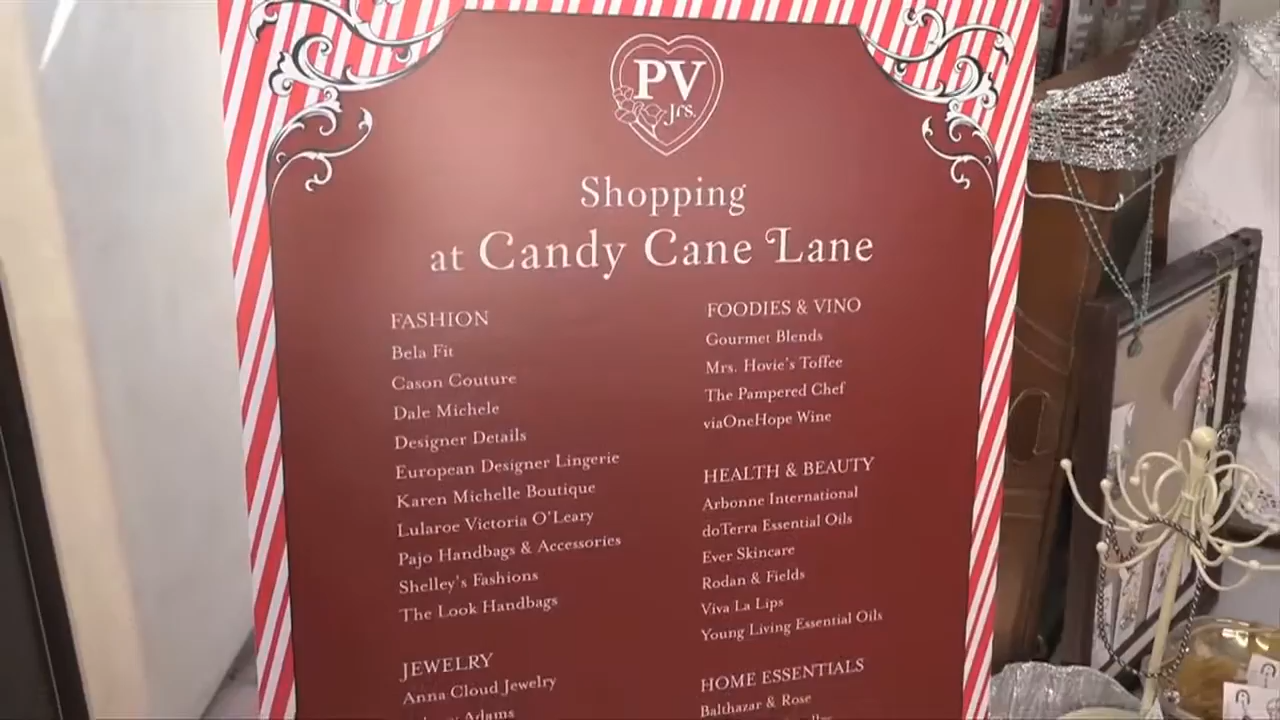 PV
Jrs.
Shopping
at Candy Cane Lane
FASHION
Bela Fit
Cason Couture
Dale Michele
Designer Details
European Designer Lingerie
Karen Michelle Boutique
Lularoe Victoria O'Leary
Pajo Handbags & Accessories
Shelley's Fashions
The Look Handbags
JEWELRY
Anna Cloud Jewelry
Adams
FOODIES & VINO
Gourmet Blends
Mrs. Hovie's Toffee
The Pampered Chef
viaOneHope Wine
HEALTH & BEAUTY
Arbonne International
doTerra Essential Oils
Ever Skincare
Rodan & Fields
Viva La Lips
Young Living Essential Oils
HOME ESSENTIALS
Balthazar & Rose